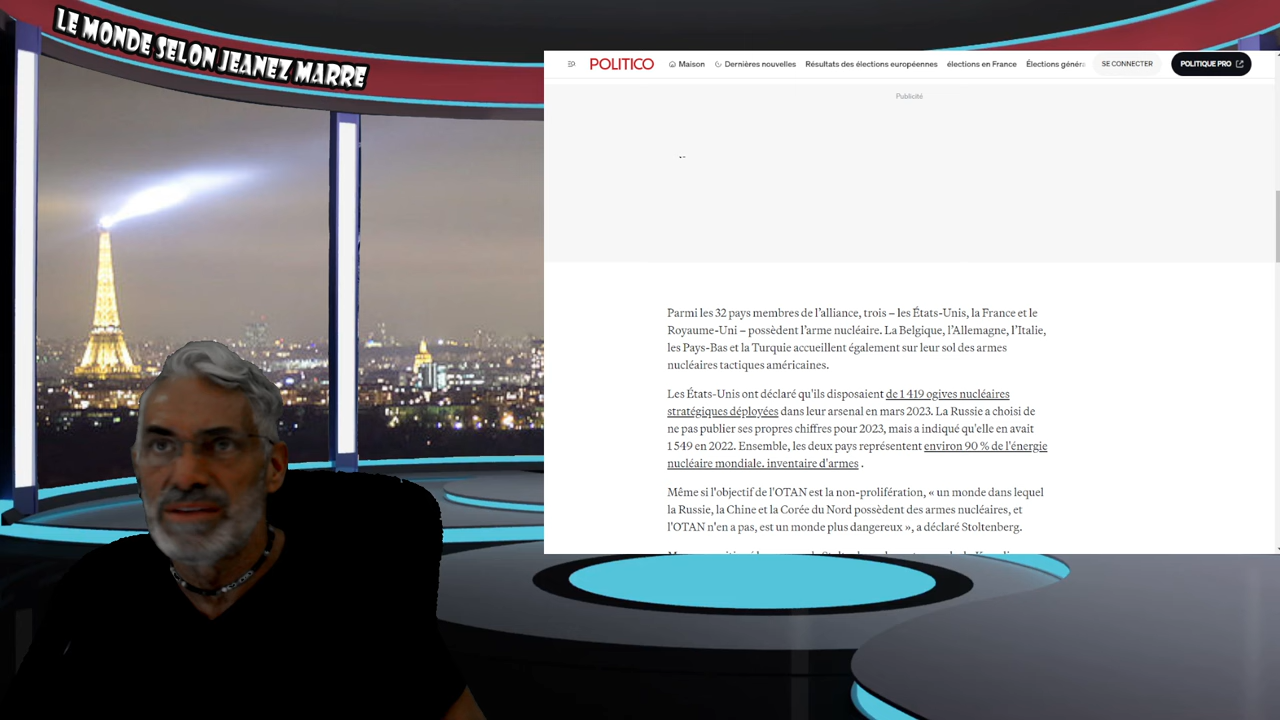 LE MONDE SELON JEANEZ MARRE
POLITICO
Maison
Dernières nouvelles
Résultats des élections européennes
élections en France
Élections généra
SE CONNECTER
POLITIQUE PRO
Publicité
Parmi les 32 pays membres de l'alliance, trois – les États-Unis, la France et le
Royaume-Uni – possèdent l'arme nucléaire. La Belgique, l'Allemagne, l'Italie,
les Pays-Bas et la Turquie accueillent également sur leur sol des armes
nucléaires tactiques américaines.
Les États-Unis ont déclaré qu'ils disposaient de 1 419 ogives nucléaires
stratégiques déployées dans leur arsenal en mars 2023. La Russie a choisi de
ne pas publier ses propres chiffres pour 2023, mais a indiqué qu'elle en avait
1 549 en 2022. Ensemble, les deux pays représentent environ 90 % de l'énergie
nucléaire mondiale. inventaire d'armes .
Même si l'objectif de l'OTAN est la non-prolifération, « un monde dans lequel
la Russie, la Chine et la Corée du Nord possèdent des armes nucléaires, et
l'OTAN n'en a pas, est un monde plus dangereux », a déclaré Stoltenberg.